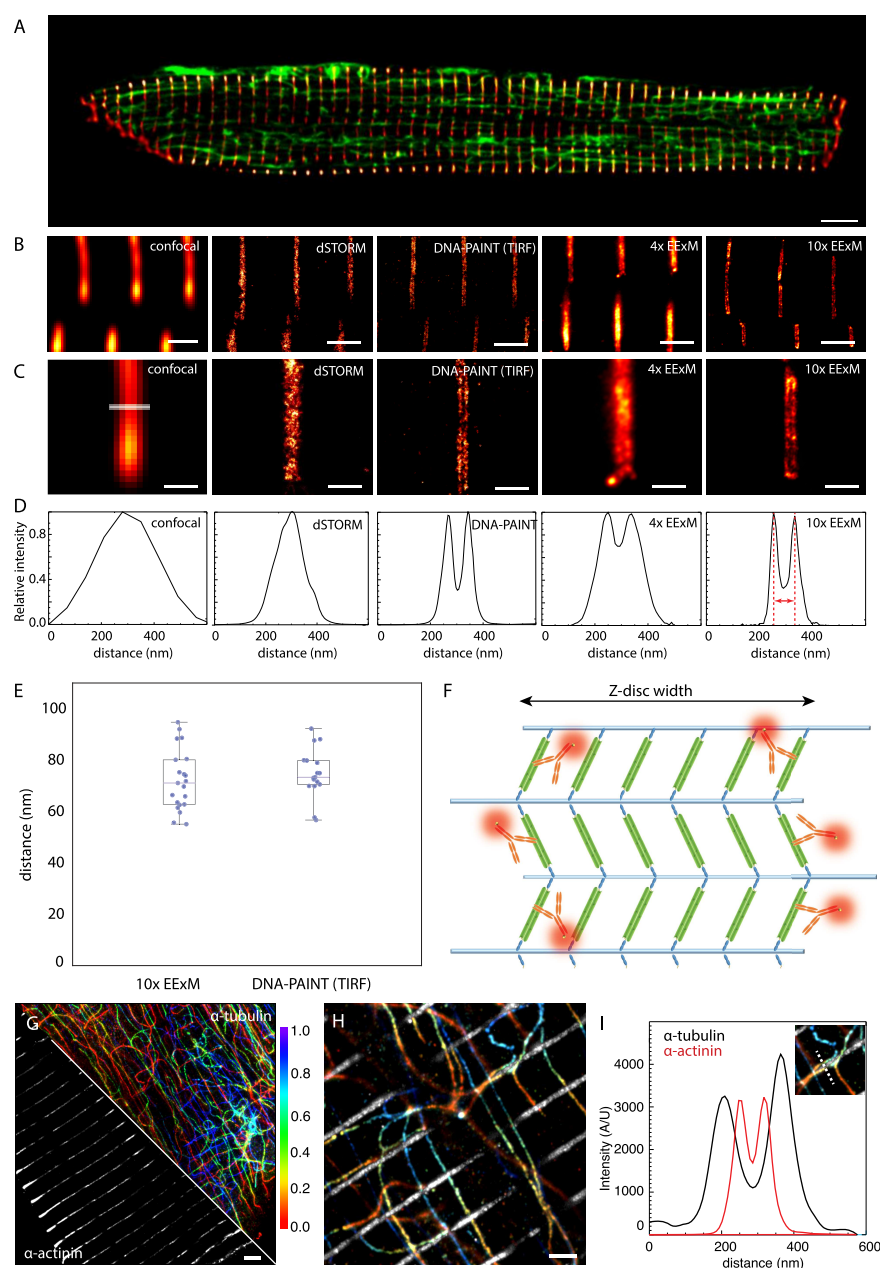 A
B
confocal
dSTORM
DNA-PAINT (TIRF)
4x EExM
10x EExM
C
confocal
dSTORM
DNA-PAINT (TIRF)
4x EExM
10x EExM
D
confocal
dSTORM
DNA-PAINT
4x EExM
10x EExM
Relative intensity
0.8
0.4
0.0
0 200 400
0 200 400
0 200 400
0 200 400
0 200 400
distance (nm)
distance (nm)
distance (nm)
distance (nm)
distance (nm)
E
distance (nm)
100
80
60
40
20
0
10x EExM
DNA-PAINT (TIRF)
F
Z-disc width
G
α-tubulin
1.0
0.8
0.6
0.4
0.2
0.0
α-actinin
H
I
α-tubulin
α-actinin
Intensity (A/U)
4000
3000
2000
1000
0
0 200 400 600
distance (nm)